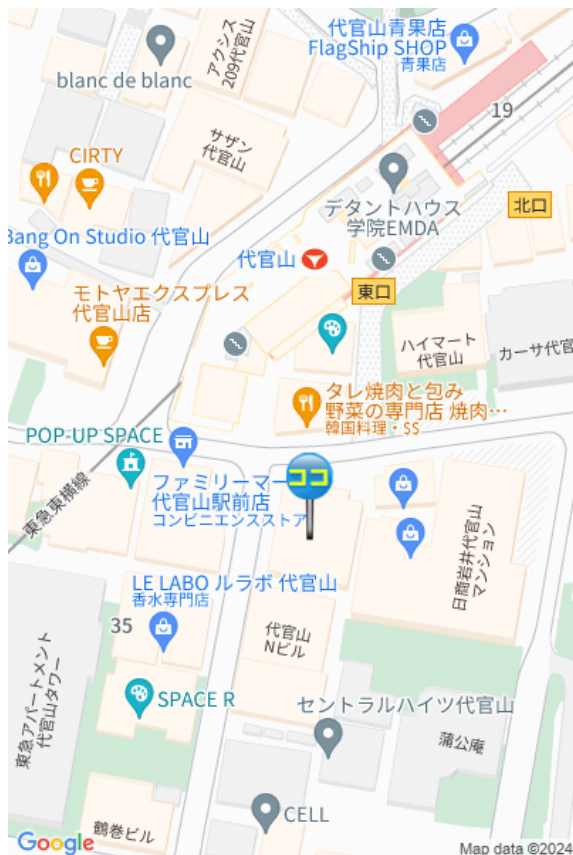 代官山青果店
FlagShip SHOP
青果店
アクシス
209代官山
blanc de blanc
19
サザン
代官山
CIRTY
デタントハウス
学院EMDA
北口
Bang On Studio 代官山
代官山
東口
モトヤエクスプレス
代官山店
ハイマート
代官山
カーサ代官
タレ焼肉と包み
野菜の専門店 焼肉…
韓国料理・$$
POP-UP SPACE
ココ
ファミリーマー
代官山駅前店
コンビニエンスストア
東急東横線
日商岩井代官山
マンション
LE LABO ルラボ 代官山
香水専門店
35
代官山
Nビル
東急アパートメント
代官山タワー
SPACE R
セントラルハイツ代官山
蒲公庵
CELL
鶴巻ビル
Google
Map data ©2024